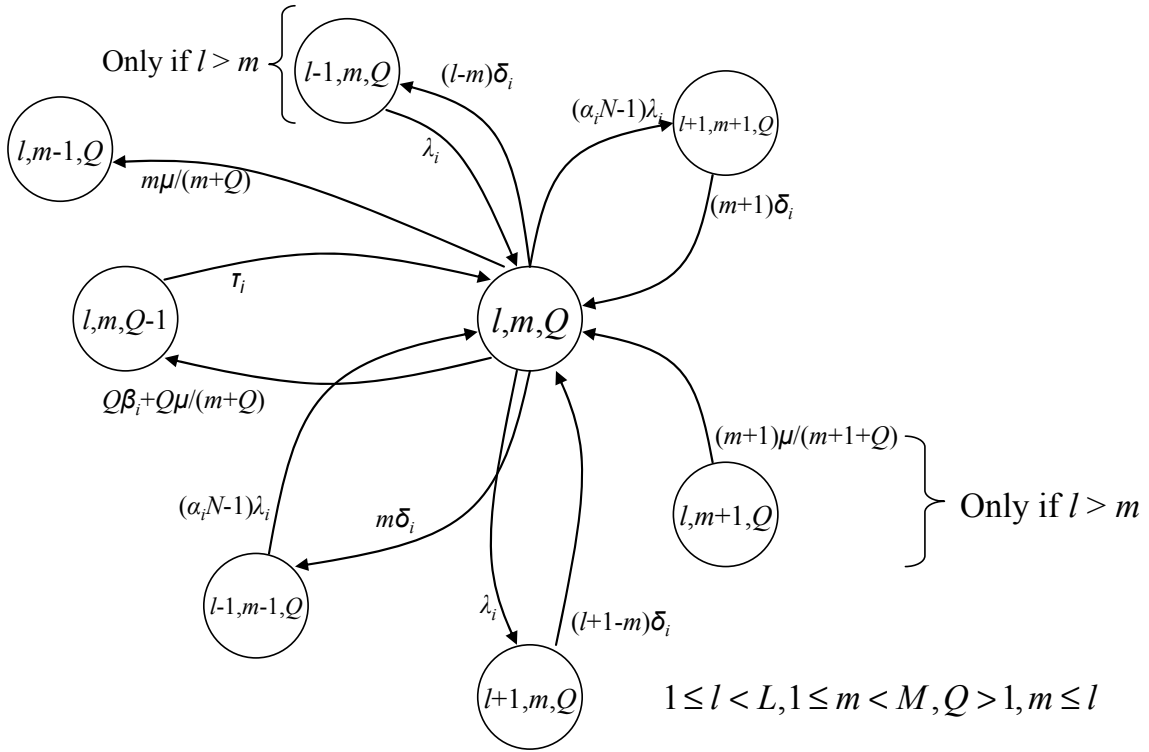 Only if l > m
l-1,m,Q
(l-m)δᵢ
λᵢ
(αᵢN-1)λᵢ
l+1,m+1,Q
(m+1)δᵢ
l,m-1,Q
mμ/(m+Q)
τᵢ
l,m,Q-1
l,m,Q
Qβᵢ+Qμ/(m+Q)
(m+1)μ/(m+1+Q)
l,m+1,Q
Only if l > m
(αᵢN-1)λᵢ
mδᵢ
l-1,m-1,Q
λᵢ
(l+1-m)δᵢ
l+1,m,Q
1 ≤ l < L, 1 ≤ m < M, Q > 1, m ≤ l